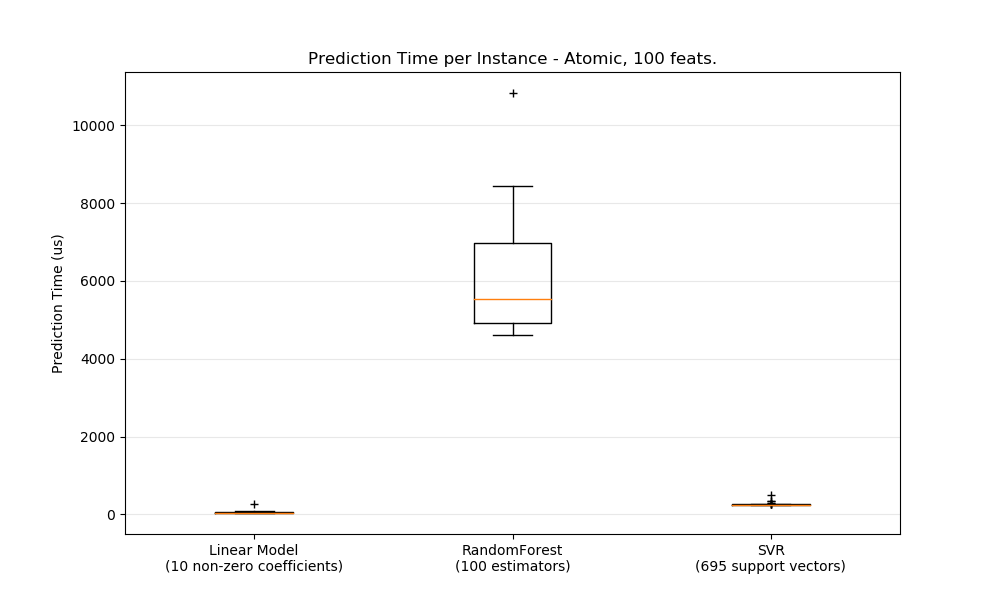 Prediction Time per Instance - Atomic, 100 feats.
Prediction Time (us)
10000
8000
6000
4000
2000
0
Linear Model
(10 non-zero coefficients)
RandomForest
(100 estimators)
SVR
(695 support vectors)